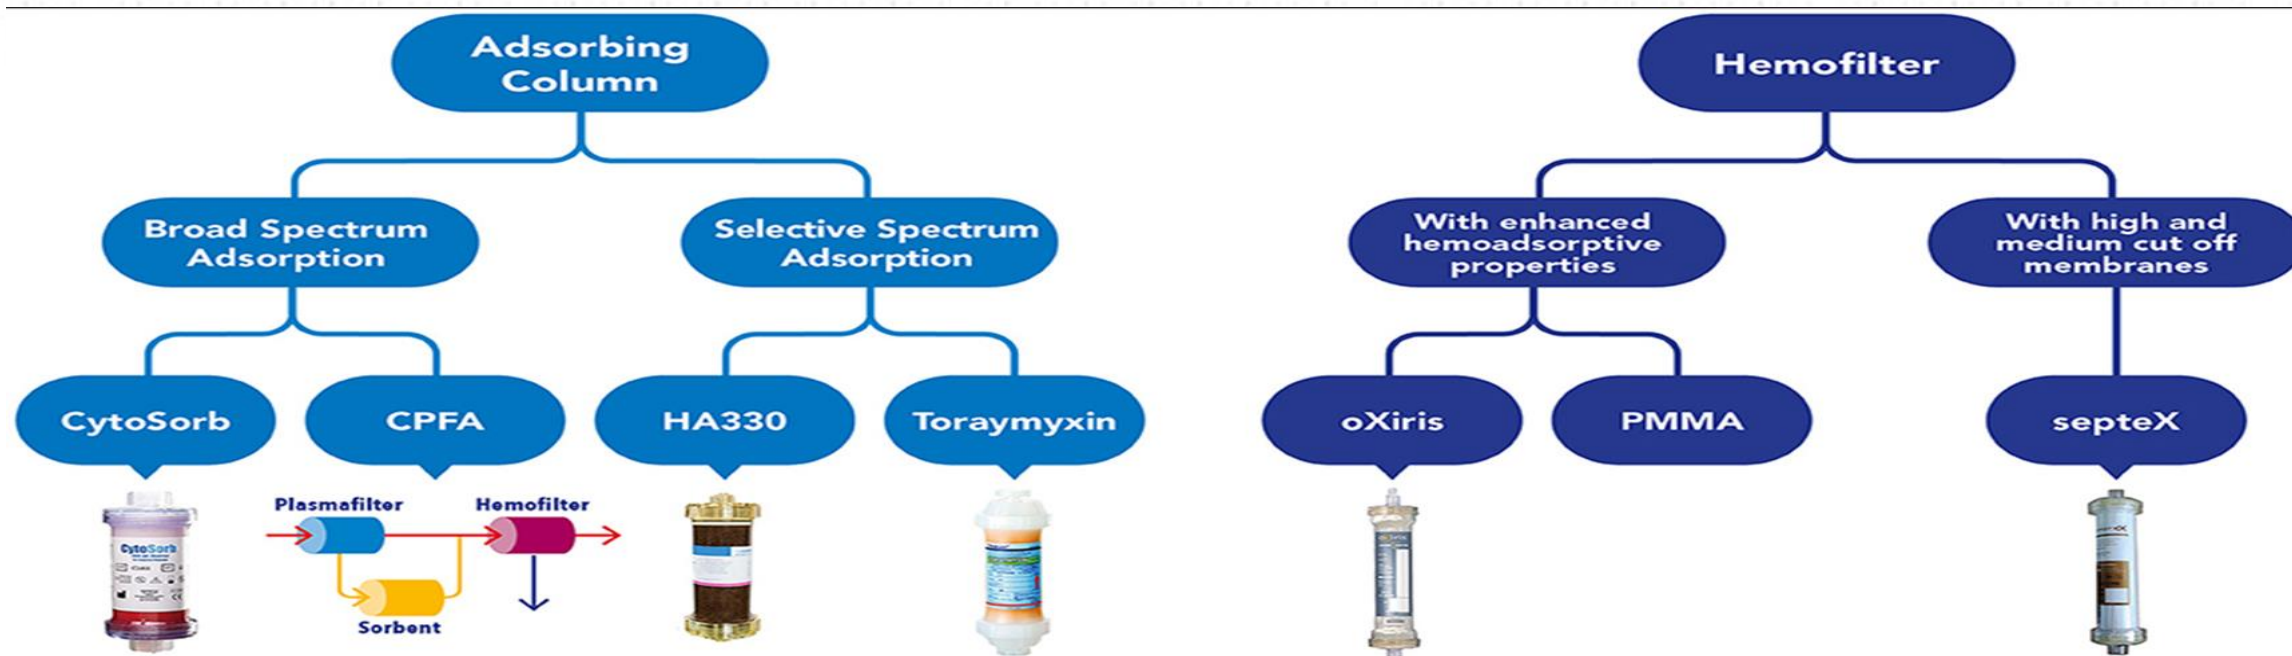 Adsorbing
Column
Hemofilter
Broad Spectrum
Adsorption
Selective Spectrum
Adsorption
With enhanced
hemoadsorptive
properties
With high and
medium cut off
membranes
CytoSorb
CPFA
HA330
Toraymyxin
oXiris
PMMA
septeX
Plasmafilter
Hemofilter
Sorbent
CytoSorb